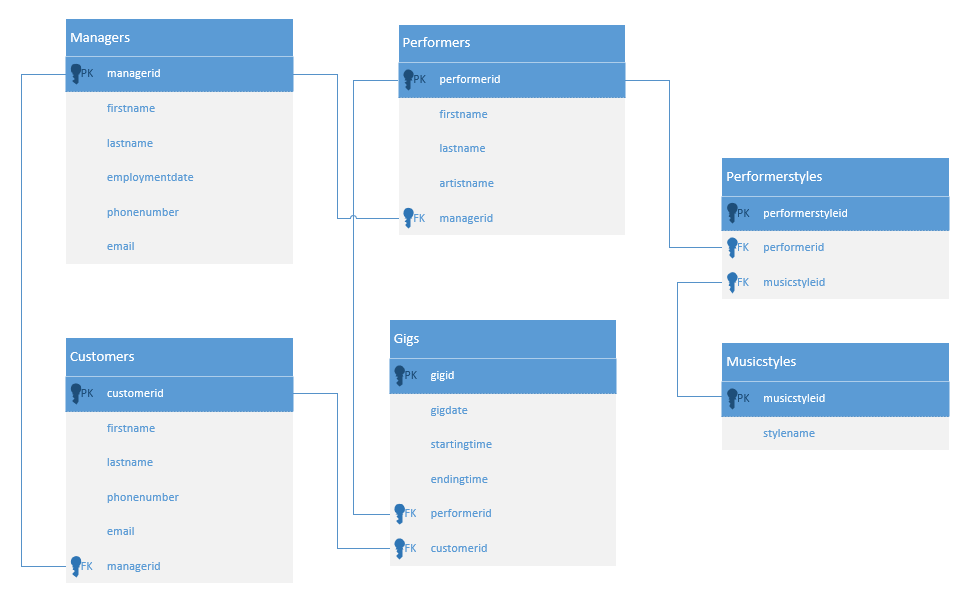 Managers
PK managerid
firstname
lastname
employmentdate
phonenumber
email
Performers
PK performerid
firstname
lastname
artistname
FK managerid
Performerstyles
PK performerstyleid
FK performerid
FK musicstyleid
Customers
PK customerid
firstname
lastname
phonenumber
email
FK managerid
Gigs
PK gigid
gigdate
startingtime
endingtime
FK performerid
FK customerid
Musicstyles
PK musicstyleid
stylename